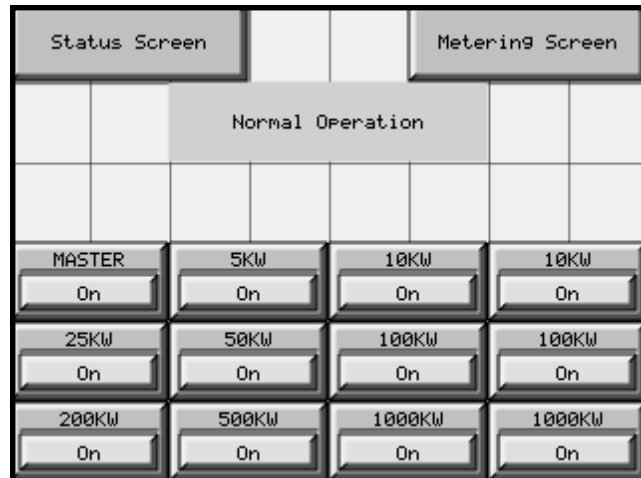 Status Screen
Metering Screen
Normal Operation
MASTER
5KW
10KW
10KW
On
On
On
On
25KW
50KW
100KW
100KW
On
On
On
On
200KW
500KW
1000KW
1000KW
On
On
On
On